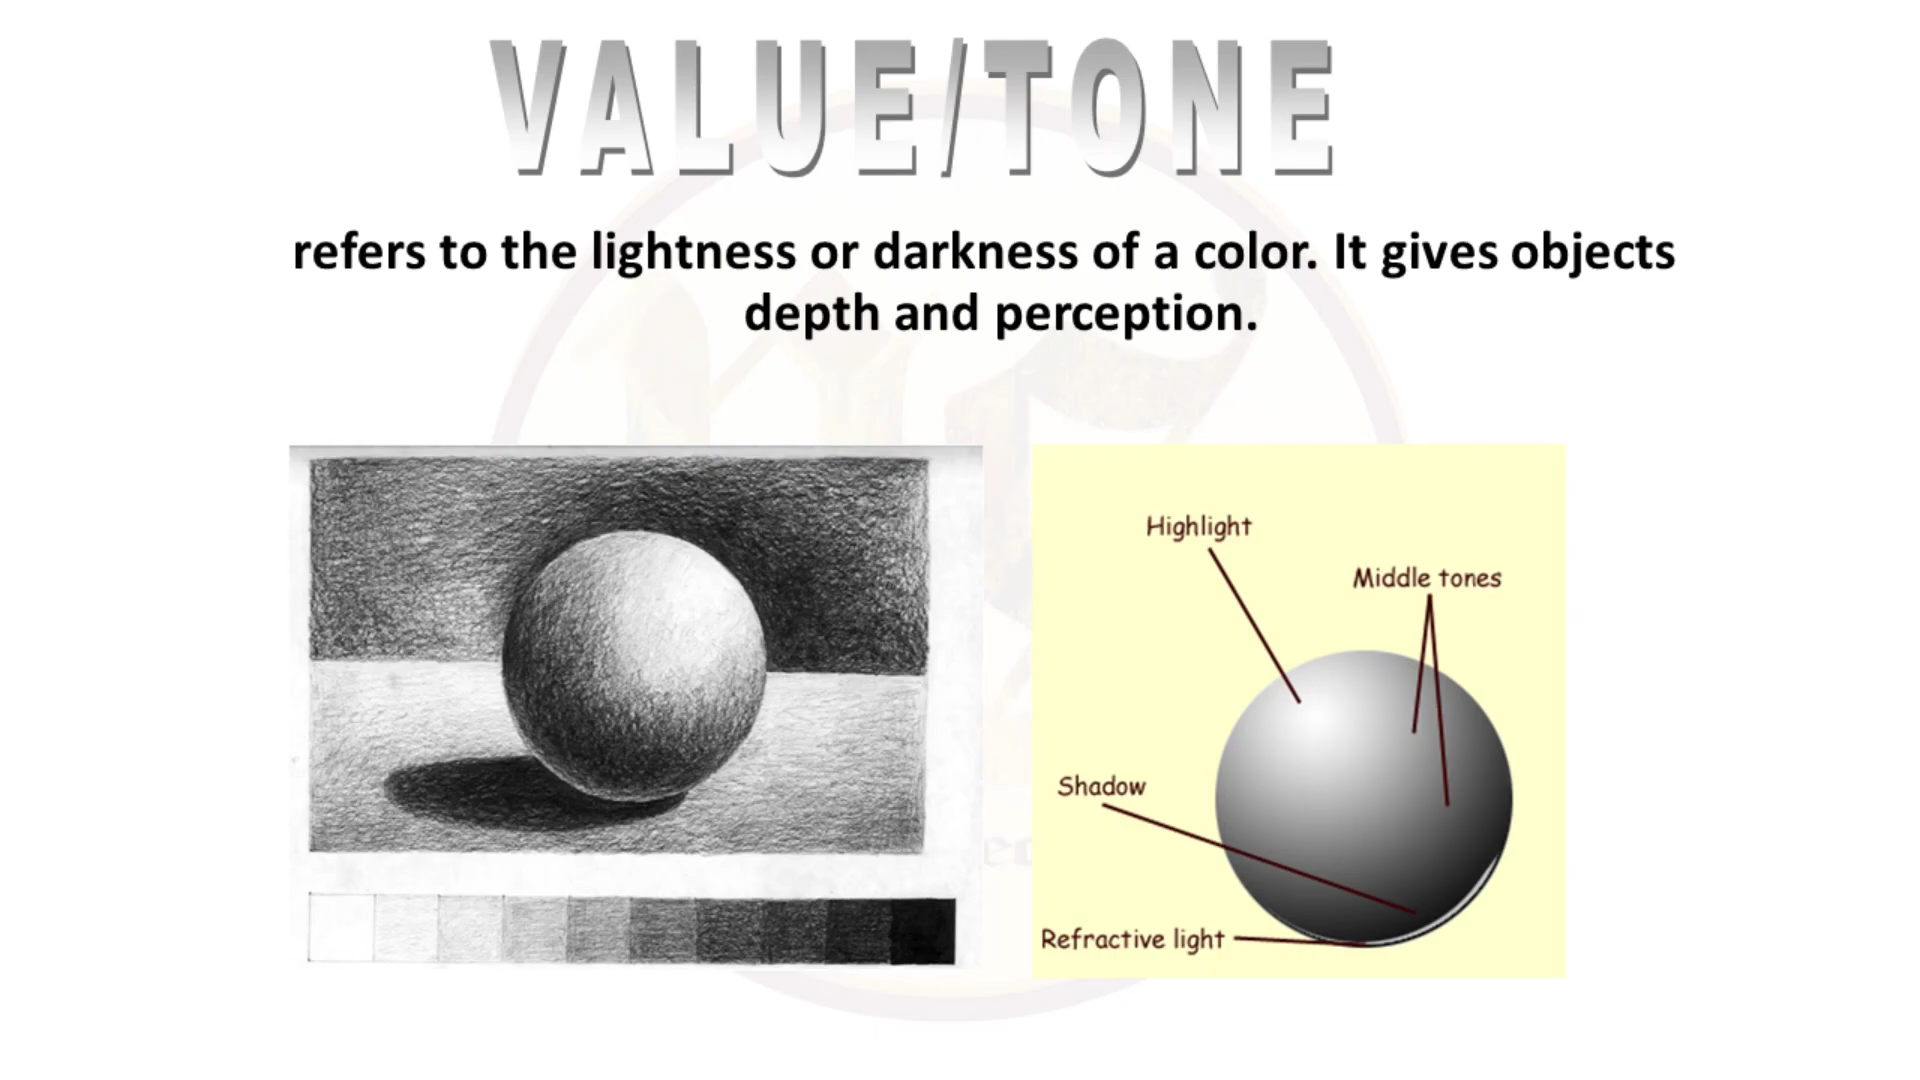 VALUE/TONE
refers to the lightness or darkness of a color. It gives objects
depth and perception.
Highlight
Middle tones
Shadow
Refractive light